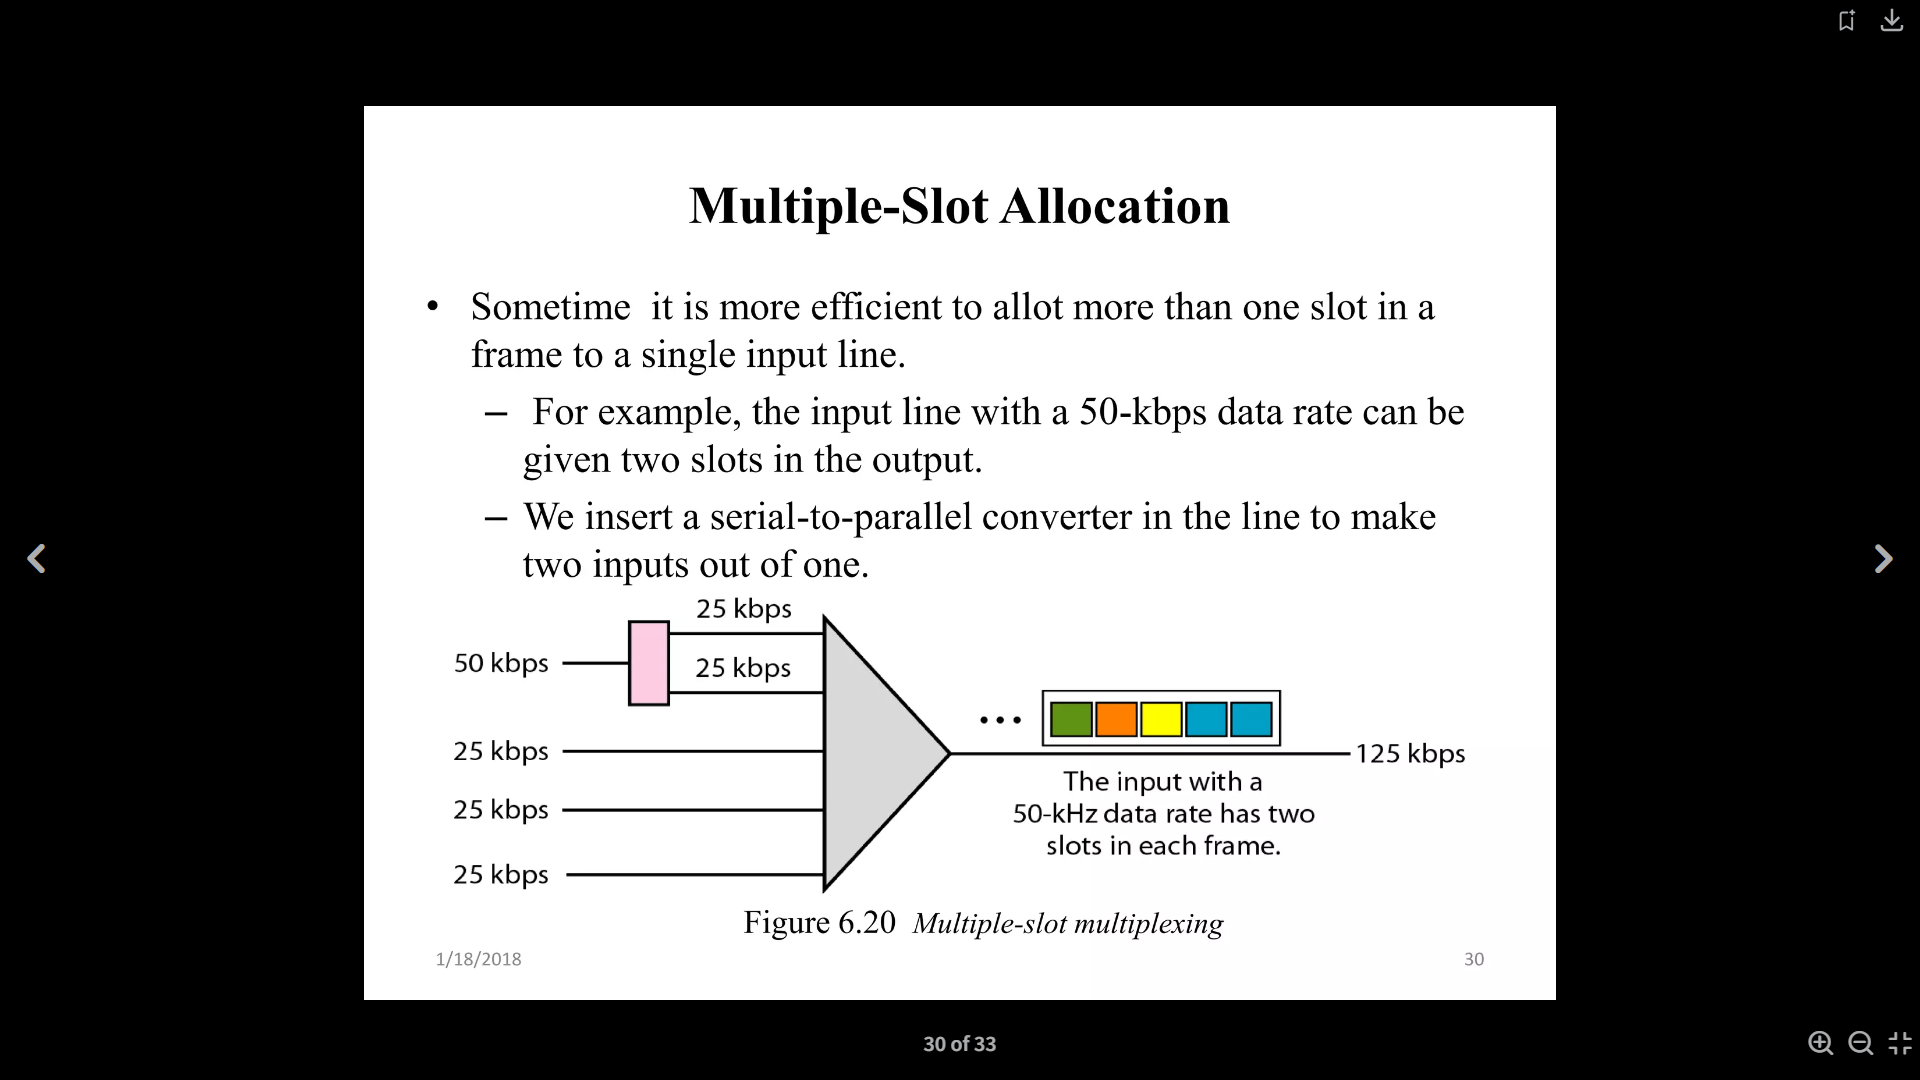 Multiple-Slot Allocation
• Sometime  it is more efficient to allot more than one slot in a
frame to a single input line.
– For example, the input line with a 50-kbps data rate can be
given two slots in the output.
– We insert a serial-to-parallel converter in the line to make
two inputs out of one.
25 kbps
50 kbps
25 kbps
25 kbps
25 kbps
25 kbps
...
125 kbps
The input with a
50-kHz data rate has two
slots in each frame.
Figure 6.20 Multiple-slot multiplexing
1/18/2018
30
30 of 33